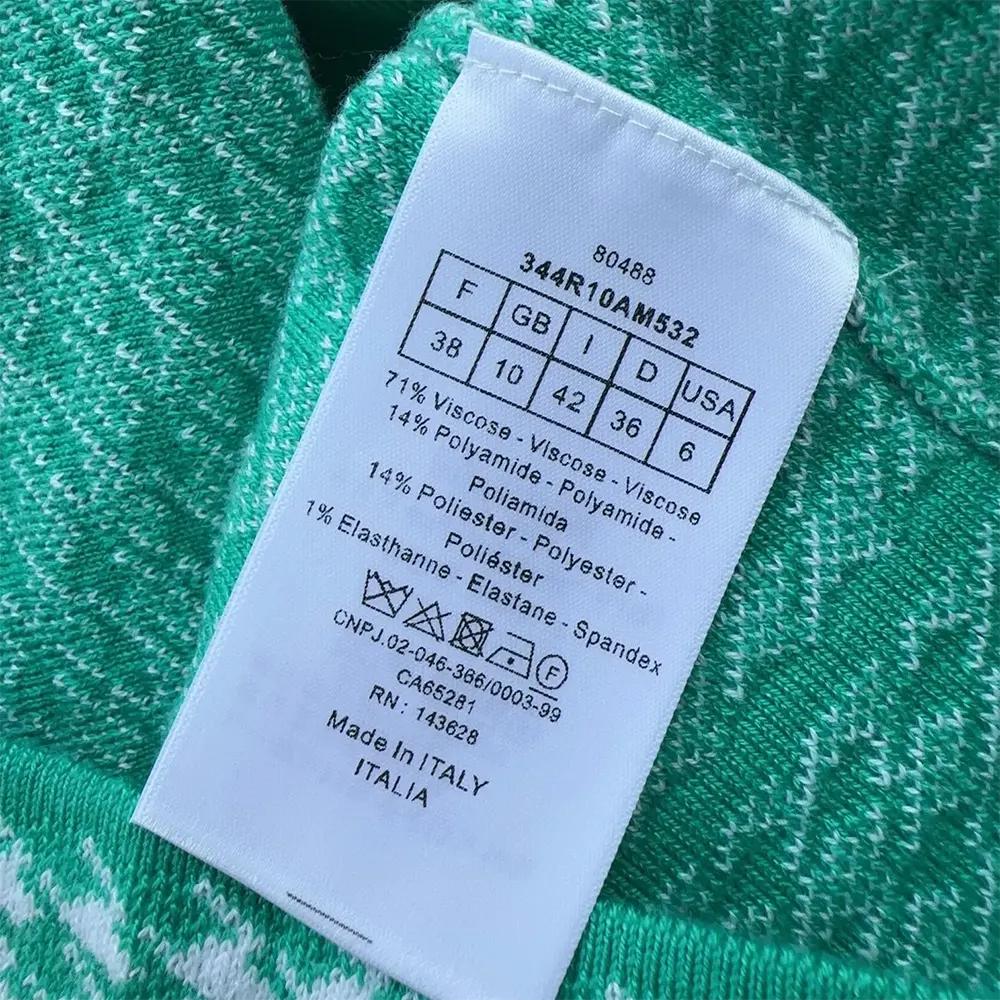 80488
344R10AM532
F GB I D USA
38 10 42 36 6
71% Viscose - Viscose - Viscose
14% Polyamide - Polyamide -
Poliamida
14% Poliester - Polyester -
Poliéster
1% Elasthanne - Elastane - Spandex
F
CNPJ.02-046-366/0003-99
CA65281
RN : 143628
Made In ITALY
ITALIA